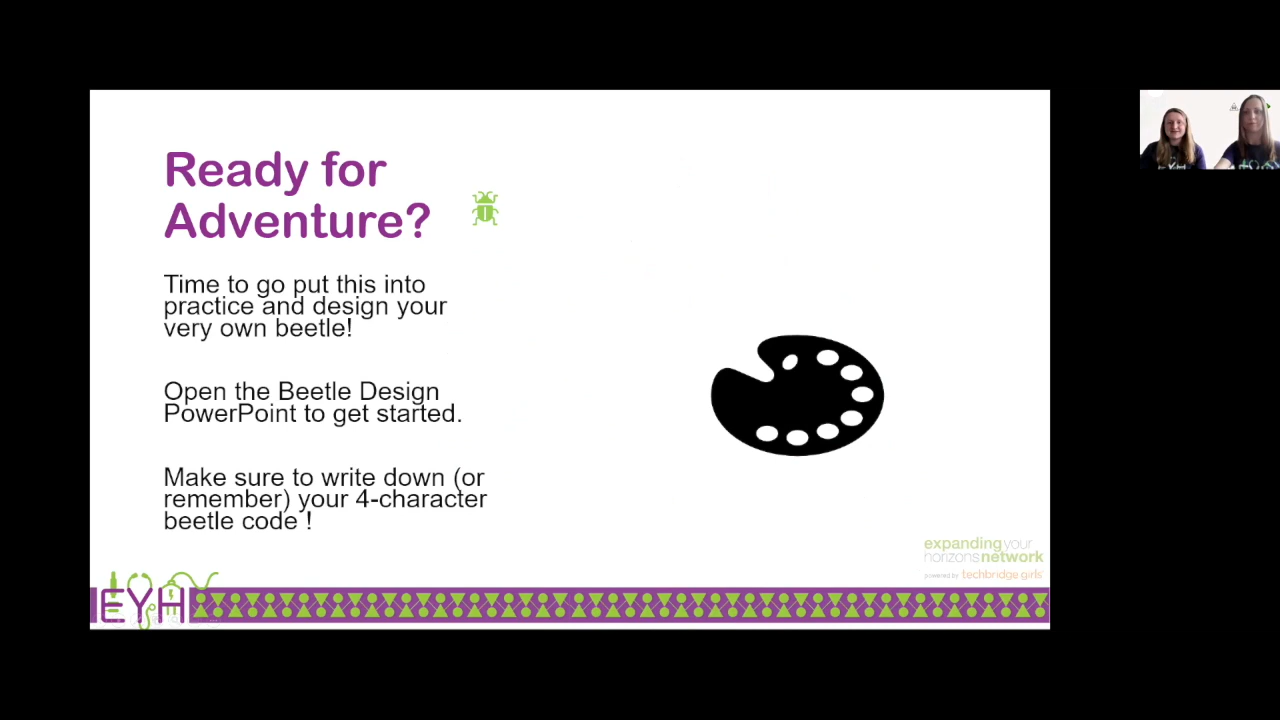 Ready for
Adventure?
Time to go put this into
practice and design your
very own beetle!
Open the Beetle Design
PowerPoint to get started.
Make sure to write down (or
remember) your 4-character
beetle code !
expanding your
horizons network
powered by techbridge girls
EYH